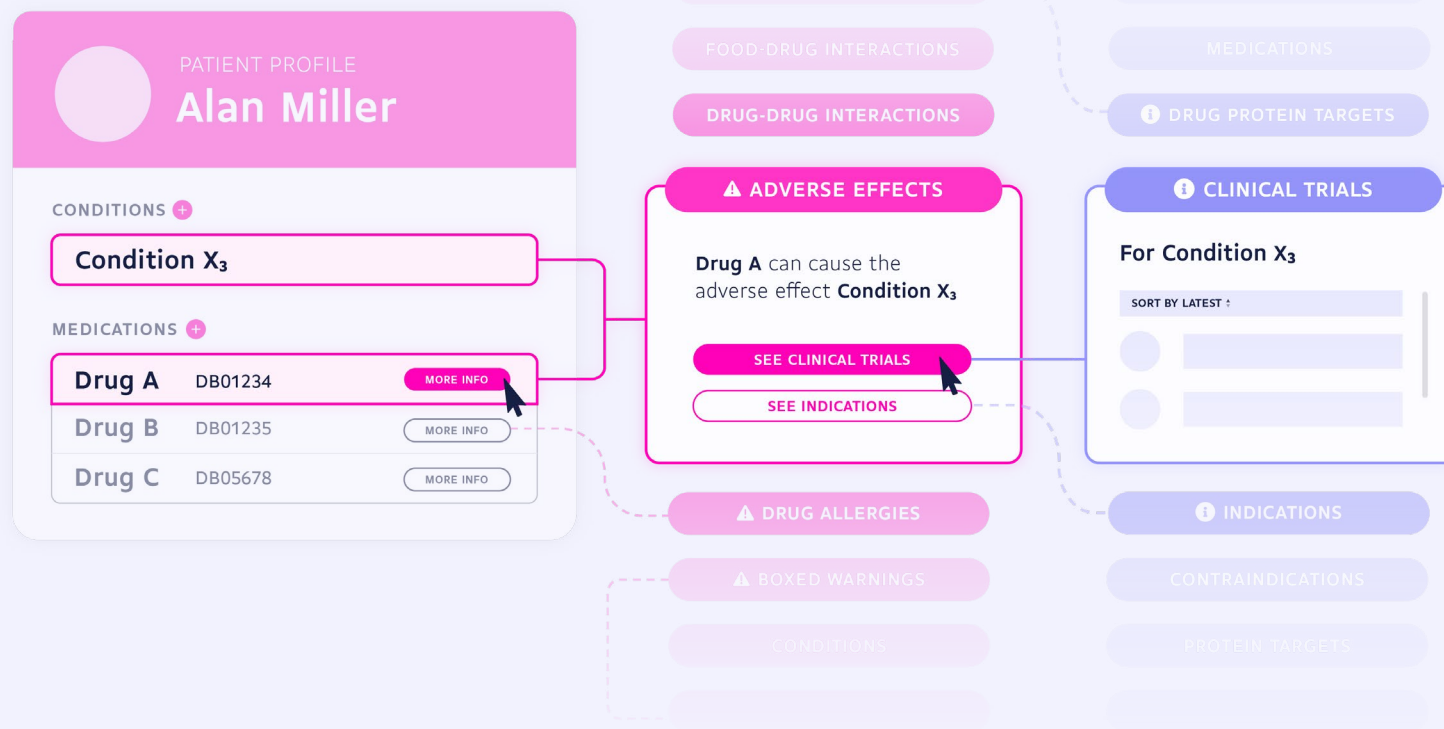 PATIENT PROFILE
Alan Miller
CONDITIONS +
Condition X₃
MEDICATIONS +
Drug A DB01234 MORE INFO
Drug B DB01235 MORE INFO
Drug C DB05678 MORE INFO
FOOD-DRUG INTERACTIONS
DRUG-DRUG INTERACTIONS
ADVERSE EFFECTS
Drug A can cause the
adverse effect Condition X₃
SEE CLINICAL TRIALS
SEE INDICATIONS
DRUG ALLERGIES
BOXED WARNINGS
CONDITIONS
MEDICATIONS
DRUG PROTEIN TARGETS
CLINICAL TRIALS
For Condition X₃
SORT BY LATEST
INDICATIONS
CONTRAINDICATIONS
PROTEIN TARGETS